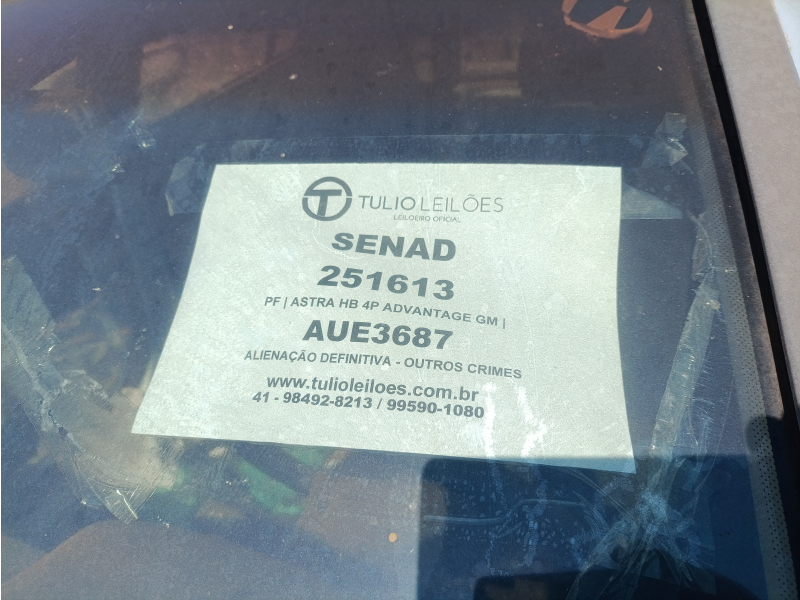 T TULIO LEILÕES
LEILOEIRO OFICIAL
SENAD
251613
PF | ASTRA HB 4P ADVANTAGE GM |
AUE3687
ALIENAÇÃO DEFINITIVA - OUTROS CRIMES
www.tulioleiloes.com.br
41 - 98492-8213 / 99590-1080